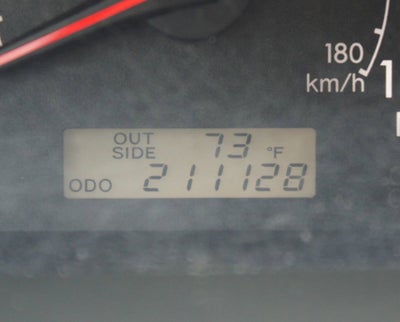 180
km/h
OUT SIDE 73 °F
ODO 211128